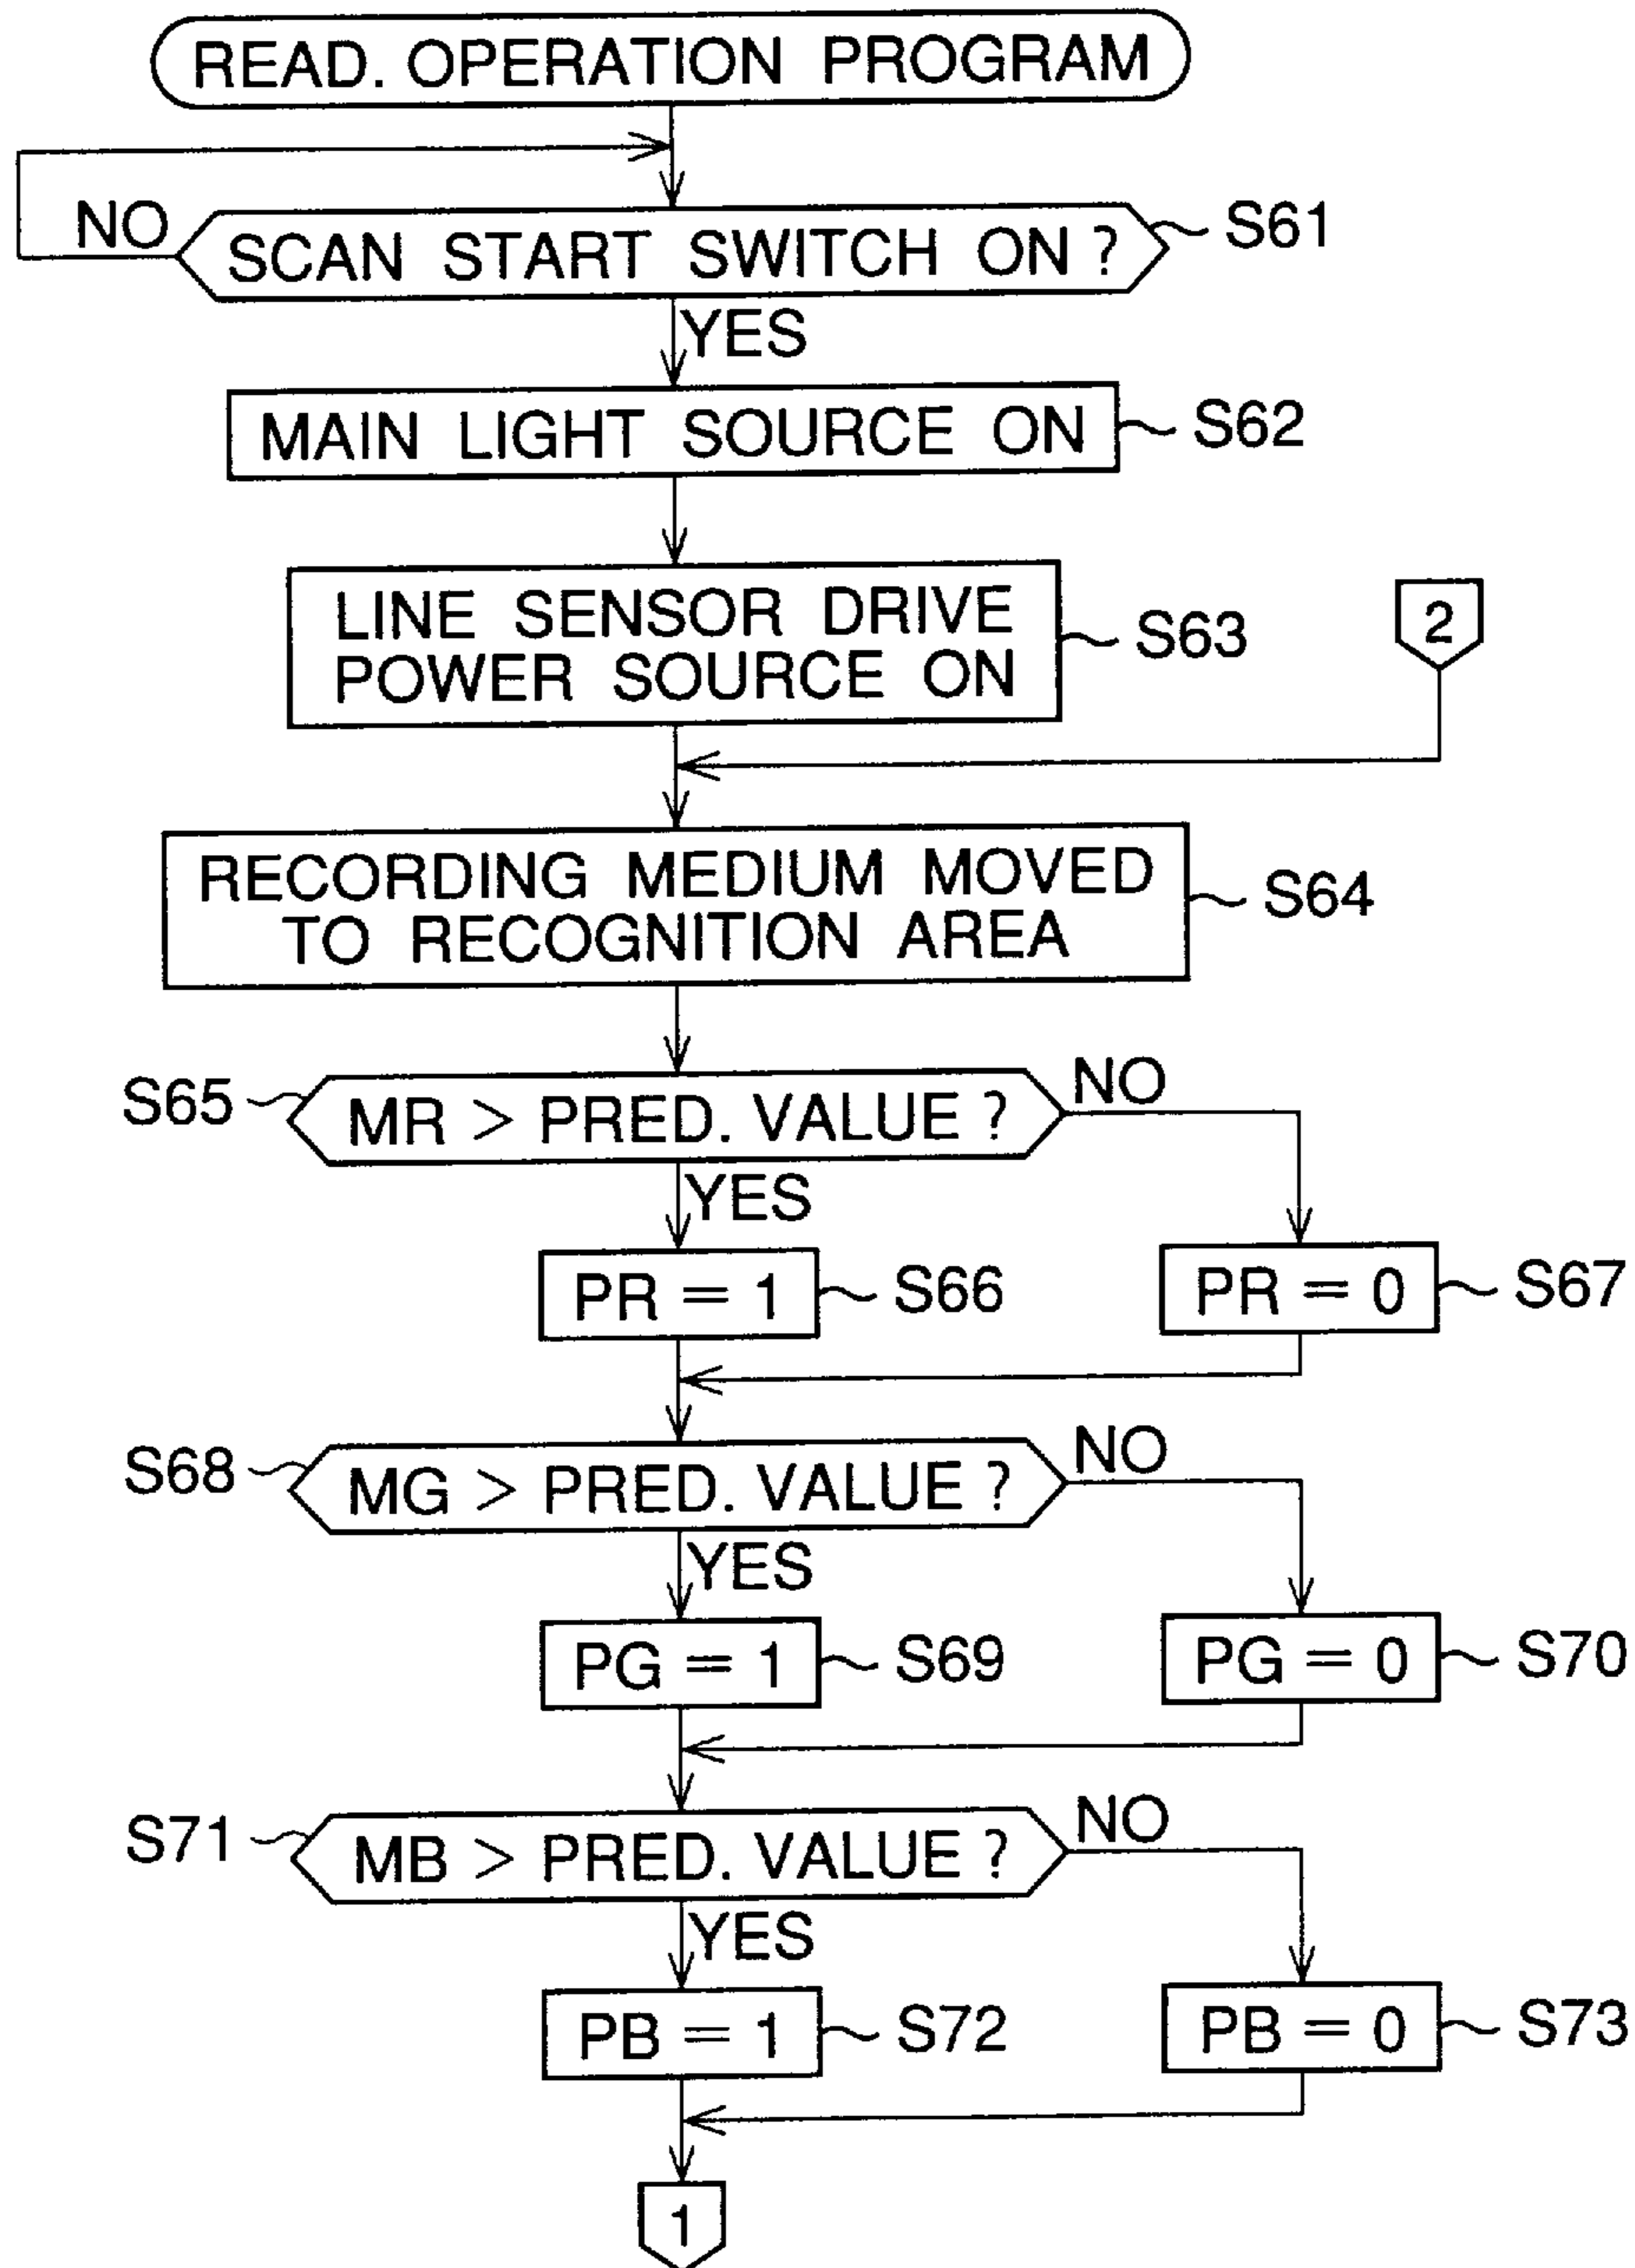 READ. OPERATION PROGRAM
NO
SCAN START SWITCH ON ?
S61
YES
MAIN LIGHT SOURCE ON
S62
LINE SENSOR DRIVE
POWER SOURCE ON
S63
2
RECORDING MEDIUM MOVED
TO RECOGNITION AREA
S64
S65
MR > PRED. VALUE ?
NO
YES
PR = 1
S66
PR = 0
S67
S68
MG > PRED. VALUE ?
NO
YES
PG = 1
S69
PG = 0
S70
S71
MB > PRED. VALUE ?
NO
YES
PB = 1
S72
PB = 0
S73
1